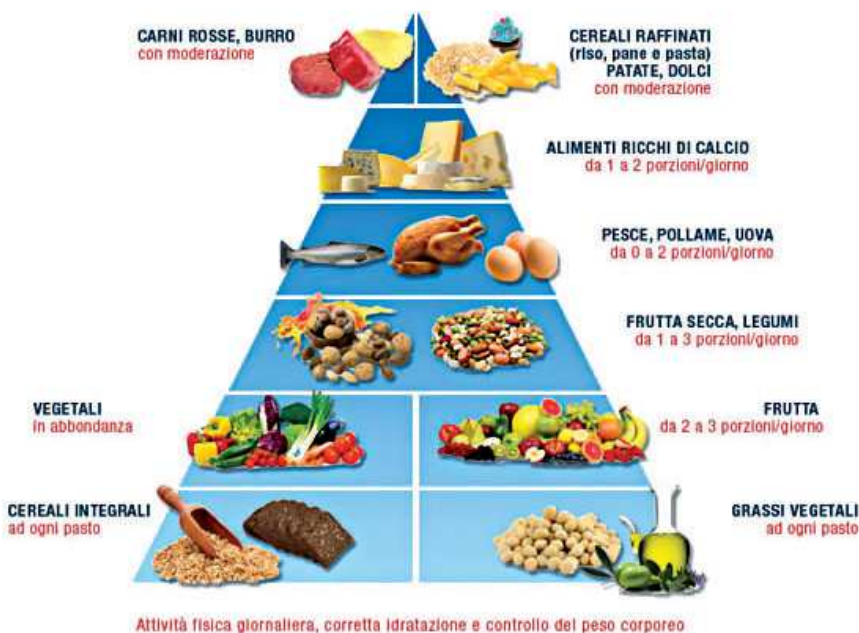 CARNI ROSSE, BURRO
con moderazione
CEREALI RAFFINATI
(riso, pane e pasta)
PATATE, DOLCI
con moderazione
ALIMENTI RICCHI DI CALCIO
da 1 a 2 porzioni/giorno
PESCE, POLLAME, UOVA
da 0 a 2 porzioni/giorno
FRUTTA SECCA, LEGUMI
da 1 a 3 porzioni/giorno
VEGETALI
in abbondanza
FRUTTA
da 2 a 3 porzioni/giorno
CEREALI INTEGRALI
ad ogni pasto
GRASSI VEGETALI
ad ogni pasto
Attività fisica giornaliera, corretta idratazione e controllo del peso corporeo